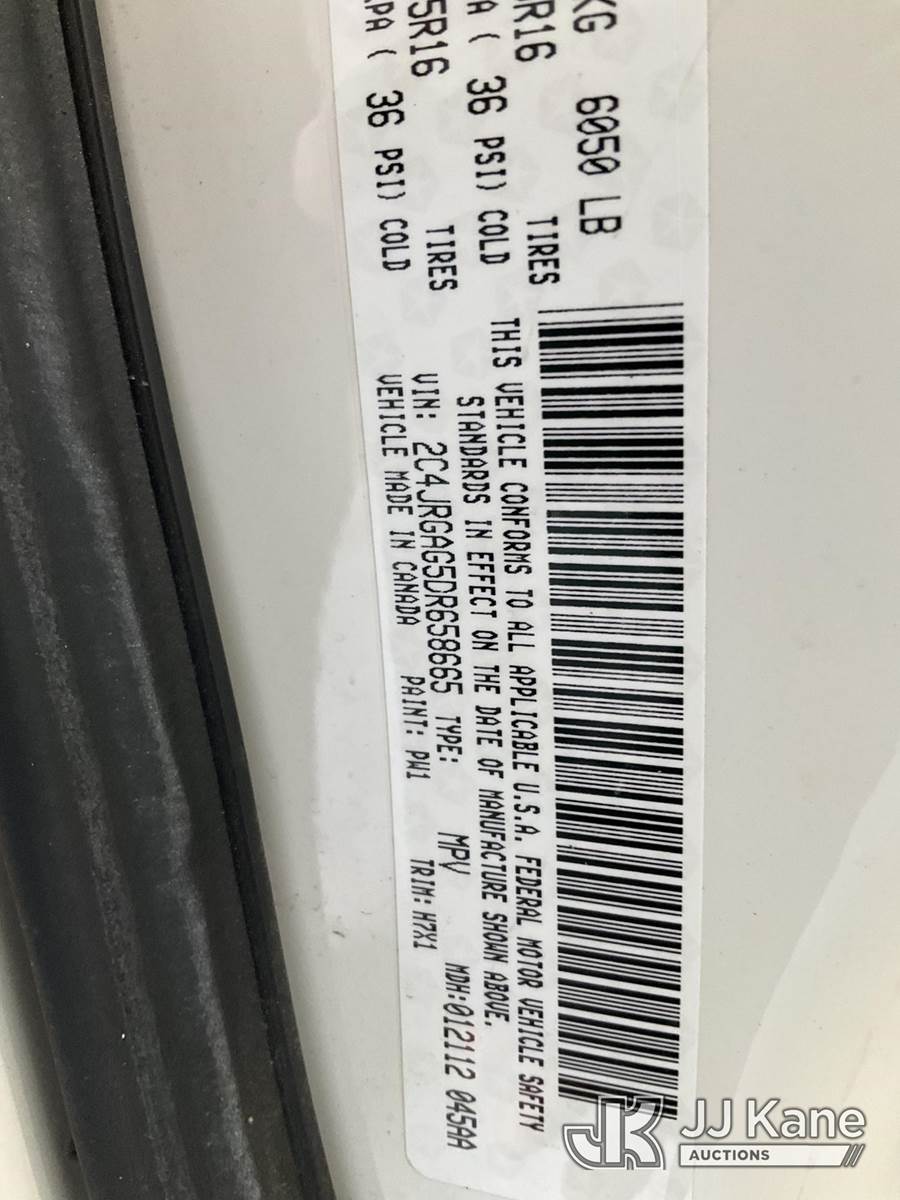 KG 6050 LB
R16 TIRES
A ( 36 PSI) COLD
5R16 TIRES
PA ( 36 PSI) COLD
THIS VEHICLE CONFORMS TO ALL APPLICABLE U.S.A. FEDERAL MOTOR VEHICLE SAFETY
STANDARDS IN EFFECT ON THE DATE OF MANUFACTURE SHOWN ABOVE.
VIN: 2C4JRGAG5DR658665 TYPE: MPV MDH:012112 045AA
VEHICLE MADE IN CANADA PAINT: PW1 TRIM: H7X1
JK JJ Kane
AUCTIONS